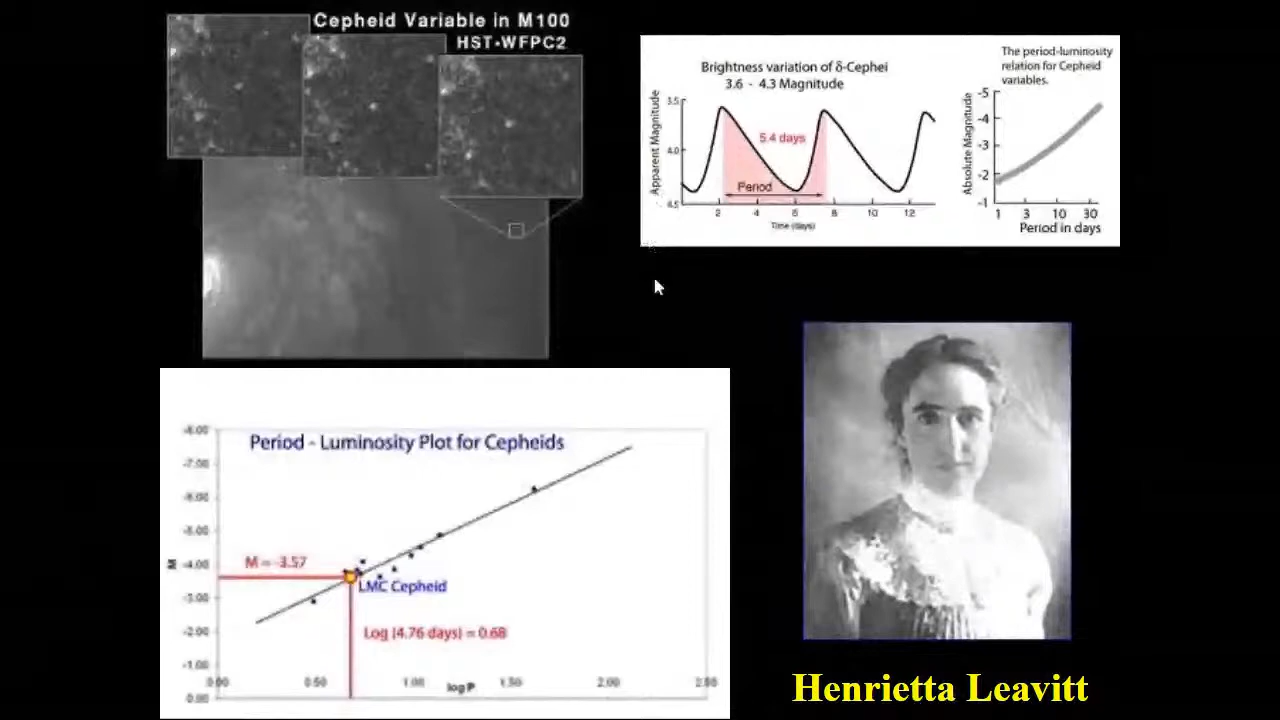 Cepheid Variable in M100
HST-WFPC2
P
Brightness variation of δ-Cephei
3.6 - 4.3 Magnitude
Apparent Magnitude
3.5
4.0
4.5
5.4 days
Period
2 4 6 8 10 12
Time (days)
The period-luminosity
relation for Cepheid
variables.
Absolute Magnitude
-5
-4
-3
-2
-1
1 3 10 30
Period in days
Period - Luminosity Plot for Cepheids
M
-8.00
-7.00
-6.00
-5.00
-4.00
-3.00
-2.00
-1.00
0.00
M = -3.57
LMC Cepheid
Log (4.76 days) = 0.68
0.00 0.50 1.00 1.50 2.00 2.50
log P
Henrietta Leavitt